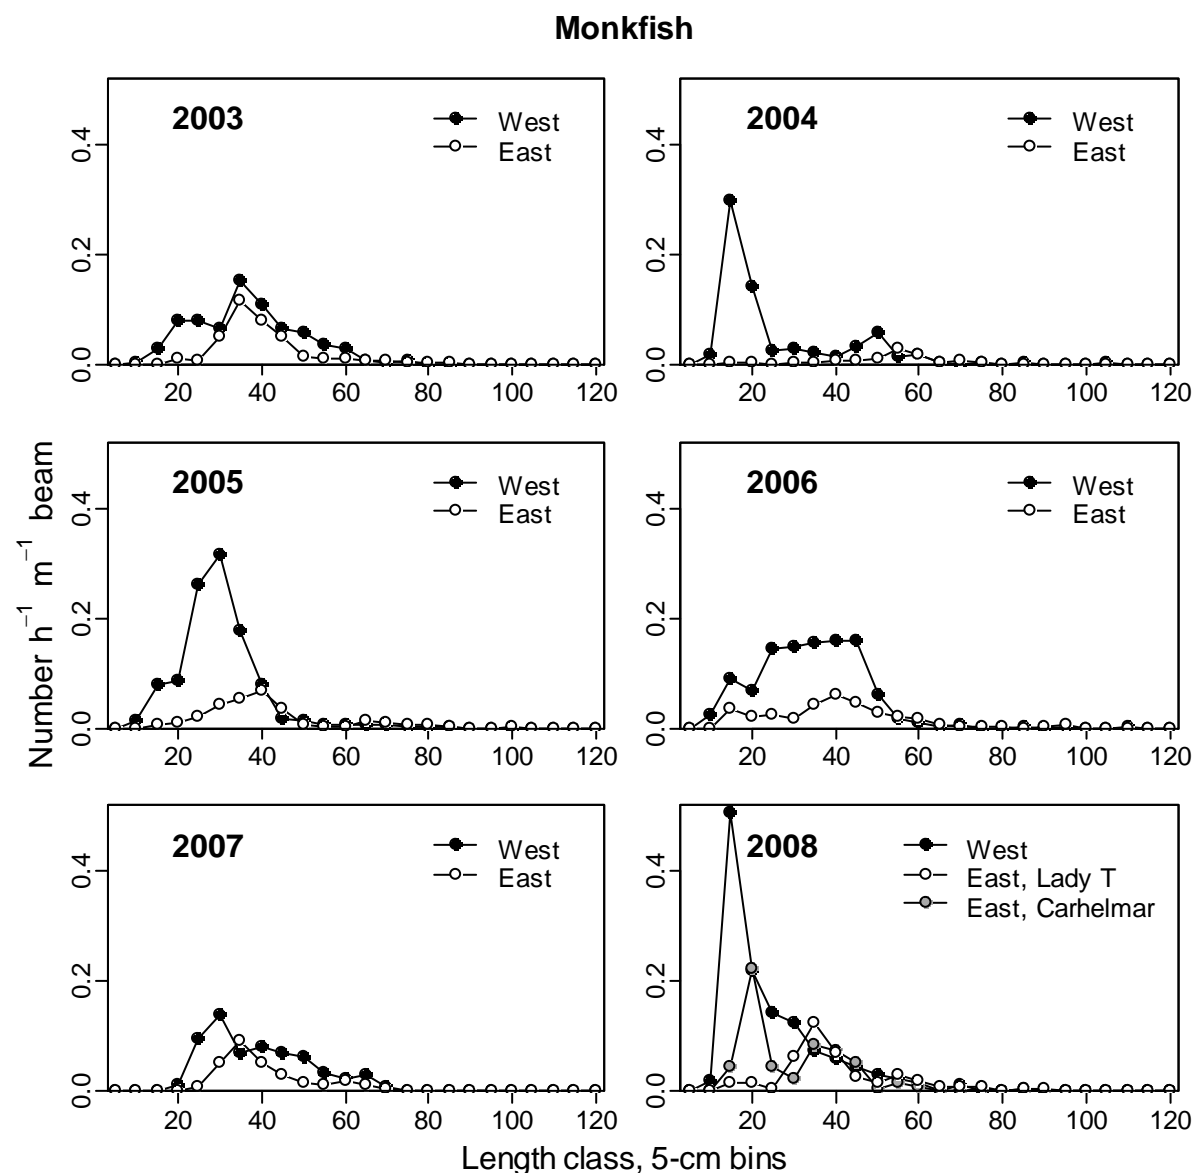 Monkfish
2003
West
East
0.0 0.2 0.4
20 40 60 80 100 120
2004
West
East
0.0 0.2 0.4
20 40 60 80 100 120
2005
West
East
0.0 0.2 0.4
20 40 60 80 100 120
2006
West
East
0.0 0.2 0.4
20 40 60 80 100 120
2007
West
East
0.0 0.2 0.4
20 40 60 80 100 120
2008
West
East, Lady T
East, Carhelmar
0.0 0.2 0.4
20 40 60 80 100 120
Number h⁻¹ m⁻¹ beam
Length class, 5-cm bins